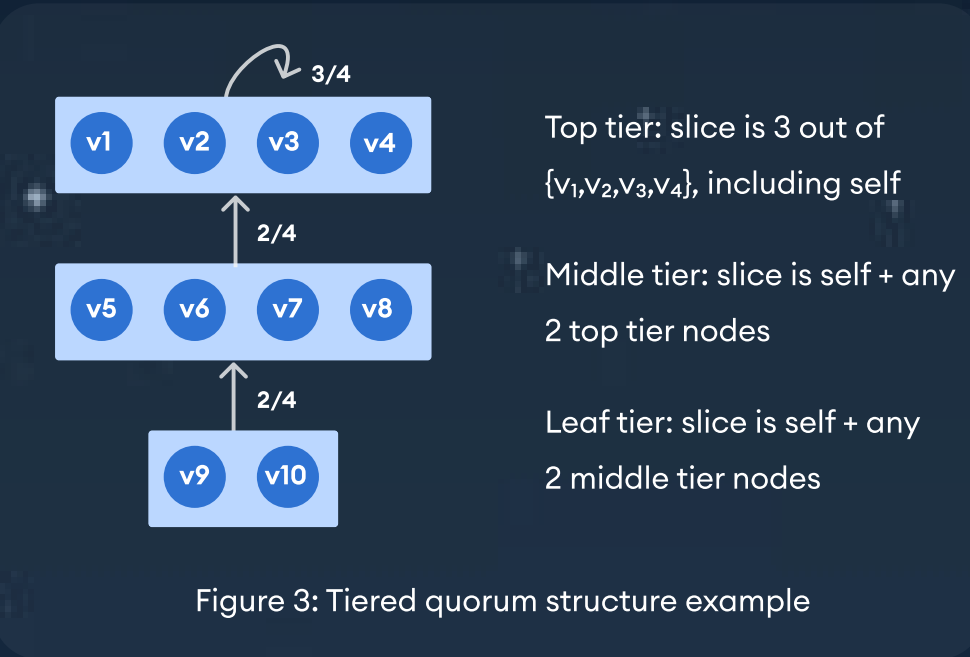 3/4
v1 v2 v3 v4
Top tier: slice is 3 out of
{v₁,v₂,v₃,v₄}, including self
2/4
v5 v6 v7 v8
Middle tier: slice is self + any
2 top tier nodes
2/4
v9 v10
Leaf tier: slice is self + any
2 middle tier nodes
Figure 3: Tiered quorum structure example